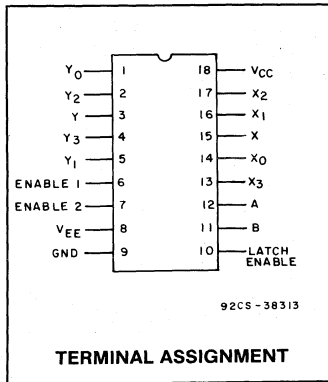 Y0 1 18 VCC
Y2 2 17 X2
Y 3 16 X1
Y3 4 15 X
Y1 5 14 X0
ENABLE 1 6 13 X3
ENABLE 2 7 12 A
VEE 8 11 B
GND 9 10 LATCH
ENABLE
92CS-38313
TERMINAL ASSIGNMENT